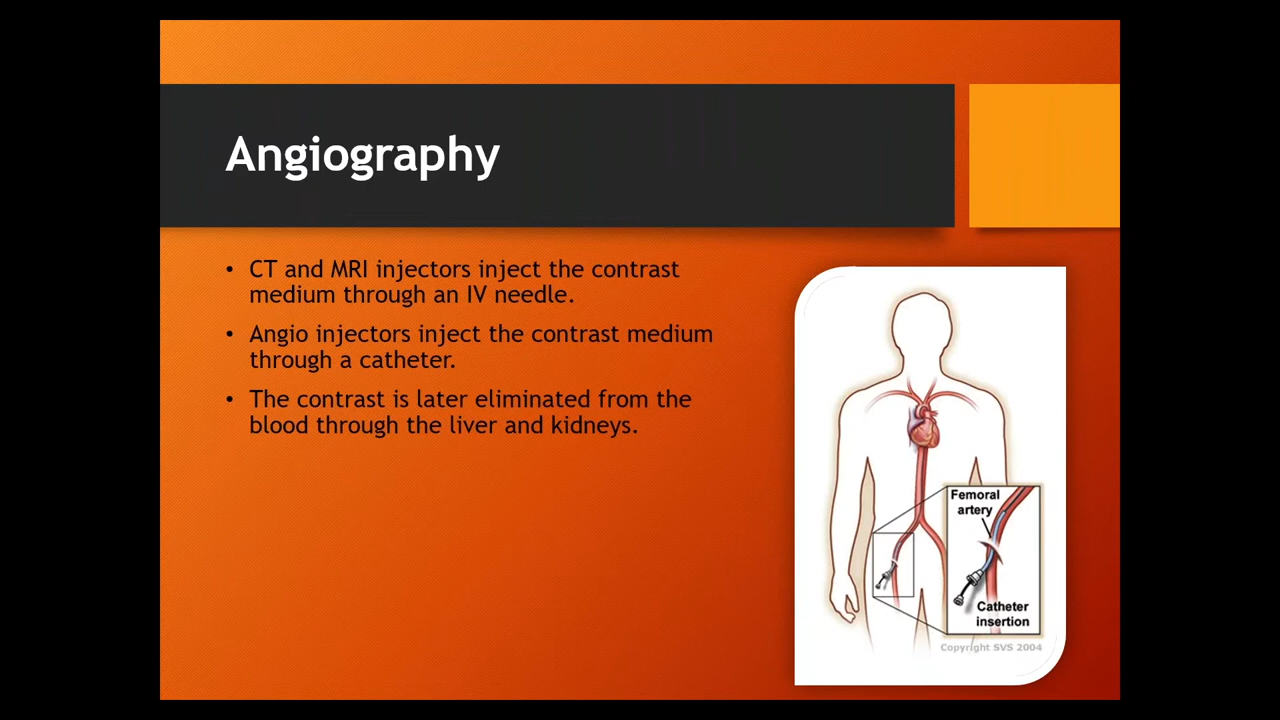 Angiography
• CT and MRI injectors inject the contrast
medium through an IV needle.
• Angio injectors inject the contrast medium
through a catheter.
• The contrast is later eliminated from the
blood through the liver and kidneys.
Femoral
artery
Catheter
insertion
Copyright SVS 2004